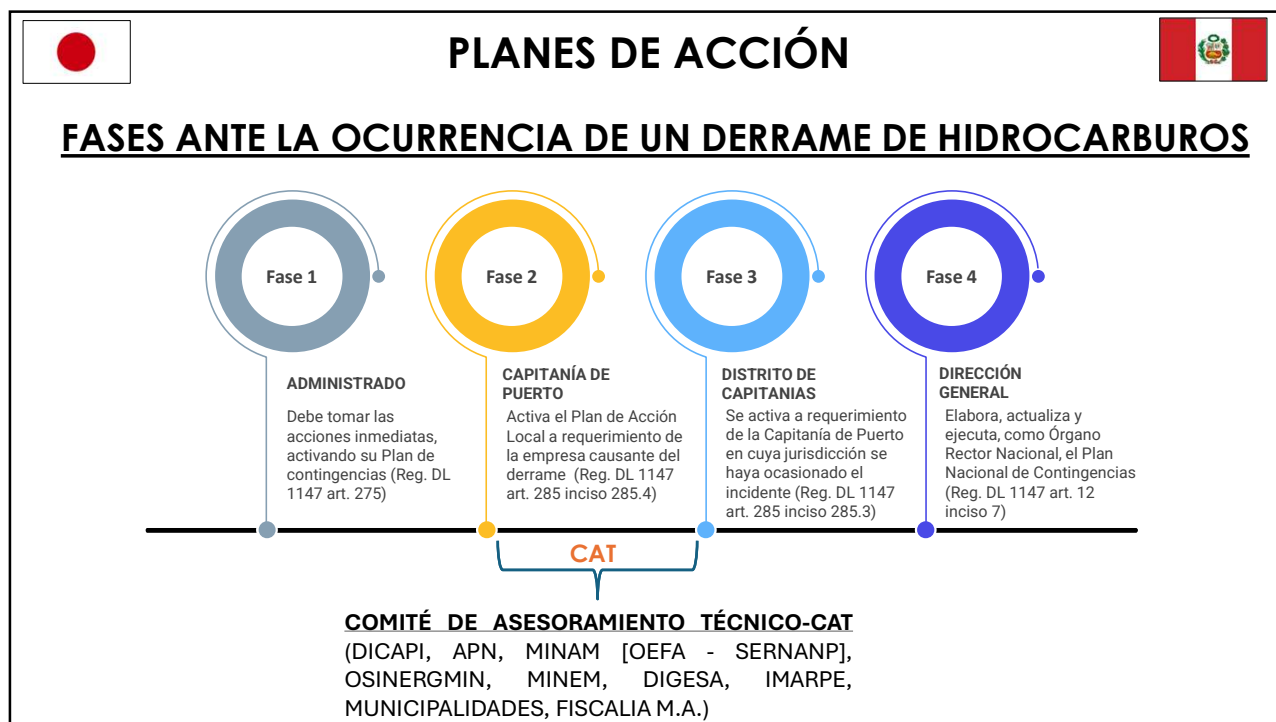 PLANES DE ACCIÓN
FASES ANTE LA OCURRENCIA DE UN DERRAME DE HIDROCARBUROS
Fase 1
Fase 2
Fase 3
Fase 4
ADMINISTRADO
Debe tomar las
acciones inmediatas,
activando su Plan de
contingencias (Reg. DL
1147 art. 275)
CAPITANÍA DE
PUERTO
Activa el Plan de Acción
Local a requerimiento de
la empresa causante del
derrame (Reg. DL 1147
art. 285 inciso 285.4)
DISTRITO DE
CAPITANIAS
Se activa a requerimiento
de la Capitanía de Puerto
en cuya jurisdicción se
haya ocasionado el
incidente (Reg. DL 1147
art. 285 inciso 285.3)
DIRECCIÓN
GENERAL
Elabora, actualiza y
ejecuta, como Órgano
Rector Nacional, el Plan
Nacional de Contingencias
(Reg. DL 1147 art. 12
inciso 7)
CAT
COMITÉ DE ASESORAMIENTO TÉCNICO-CAT
(DICAPI, APN, MINAM [OEFA - SERNANP],
OSINERGMIN, MINEM, DIGESA, IMARPE,
MUNICIPALIDADES, FISCALIA M.A.)